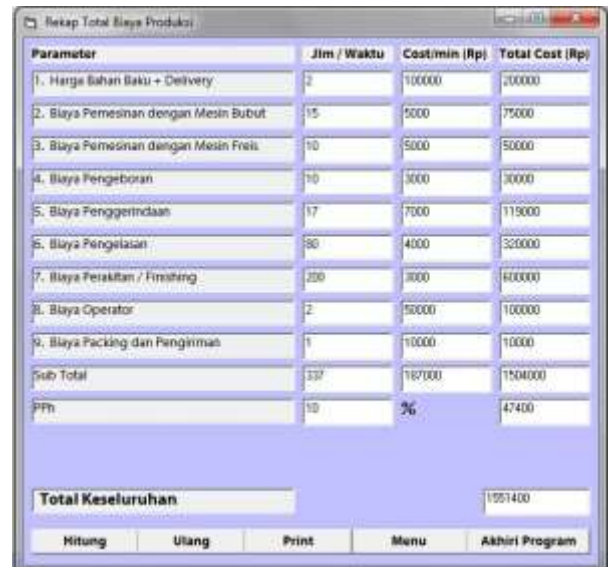 Rekap Total Biaya Produksi
Parameter Jlm / Waktu Cost/min (Rp) Total Cost (Rp)
1. Harga Bahan Baku + Delivery 2 100000 200000
2. Biaya Pemesinan dengan Mesin Bubut 15 5000 75000
3. Biaya Pemesinan dengan Mesin Freis 10 5000 50000
4. Biaya Pengeboran 10 3000 30000
5. Biaya Penggerindaan 17 7000 119000
6. Biaya Pengelasan 80 4000 320000
7. Biaya Perakitan / Finishing 200 3000 600000
8. Biaya Operator 2 50000 100000
9. Biaya Packing dan Pengiriman 1 10000 10000
Sub Total 337 187000 1504000
PPh 10 % 47400
Total Keseluruhan 1551400
Hitung Ulang Print Menu Akhiri Program